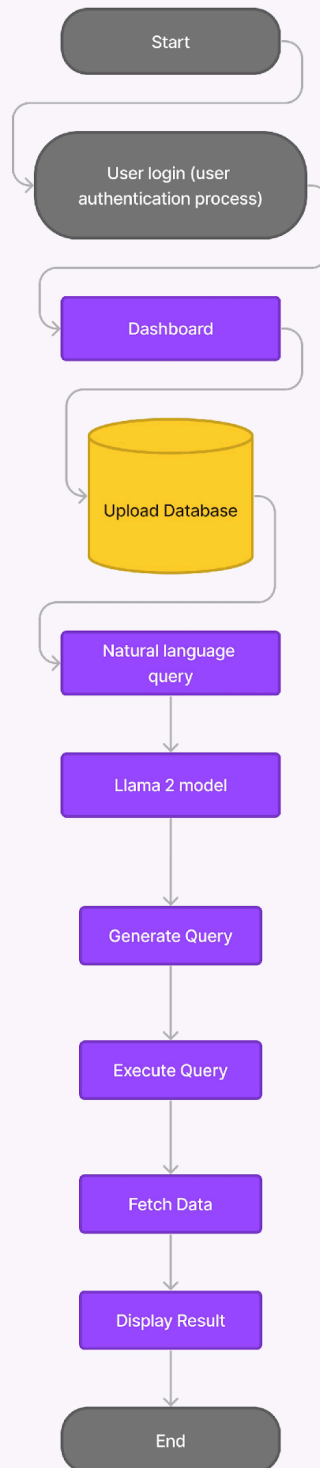 Start
User login (user
authentication process)
Dashboard
Upload Database
Natural language
query
Llama 2 model
Generate Query
Execute Query
Fetch Data
Display Result
End